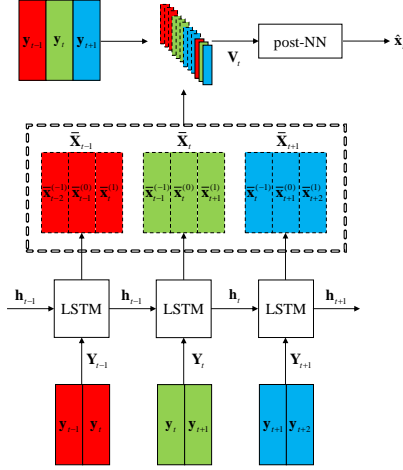 y_{t-1} y_t y_{t+1} post-NN x̂
V_t
X̄_{t-1} X̄_t X̄_{t+1}
x̄_{t-2}^{(-1)} x̄_{t-1}^{(0)} x̄_t^{(1)} x̄_{t-1}^{(-1)} x̄_t^{(0)} x̄_{t+1}^{(1)} x̄_t^{(-1)} x̄_{t+1}^{(0)} x̄_{t+2}^{(1)}
h_{t-1} h_{t-1} h_t h_{t+1}
LSTM LSTM LSTM
Y_{t-1} Y_t Y_{t+1}
y_{t-1} y_t y_t y_{t+1} y_{t+1} y_{t+2}